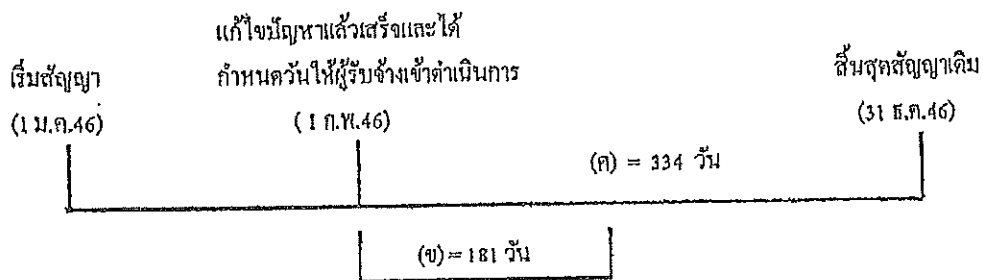 แก้ไขปัญหาแล้วเสร็จและได้
เริ่มสัญญา กำหนดวันให้ผู้รับจ้างเข้าดำเนินการ สิ้นสุดสัญญาเดิม
(1 ม.ค.46) ( 1 ก.พ.46) (31 ธ.ค.46)
(ค) = 334 วัน
(ข) = 181 วัน